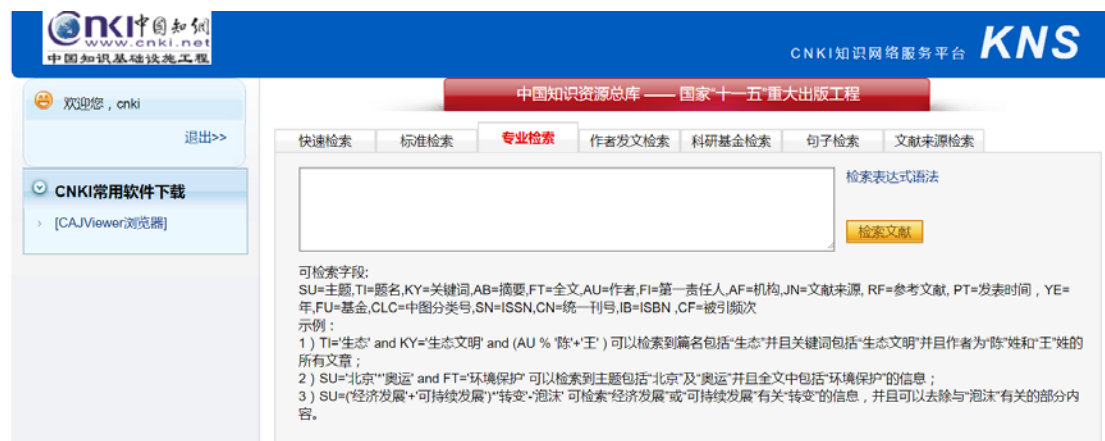 cnki中国知网
www.cnki.net
中国知识基础设施工程
CNKI知识网络服务平台 KNS
欢迎您，cnki
退出>>
CNKI常用软件下载
[CAJViewer浏览器]
中国知识资源总库 —— 国家“十一五”重大出版工程
快速检索 标准检索 专业检索 作者发文检索 科研基金检索 句子检索 文献来源检索
检索表达式语法
检索文献
可检索字段:
SU=主题,TI=题名,KY=关键词,AB=摘要,FT=全文,AU=作者,FI=第一责任人,AF=机构,JN=文献来源, RF=参考文献, PT=发表时间，YE=
年,FU=基金,CLC=中图分类号,SN=ISSN,CN=统一刊号,IB=ISBN ,CF=被引频次
示例：
1）TI='生态' and KY='生态文明' and (AU % '陈'+'王'）可以检索到篇名包括“生态”并且关键词包括“生态文明”并且作者为“陈”姓和“王”姓的
所有文章；
2）SU='北京'*'奥运' and FT='环境保护' 可以检索到主题包括“北京”及“奥运”并且全文中包括“环境保护”的信息；
3）SU=('经济发展'+'可持续发展')*'转变'-'泡沫' 可检索“经济发展”或“可持续发展”有关“转变”的信息，并且可以去除与“泡沫”有关的部分内
容。